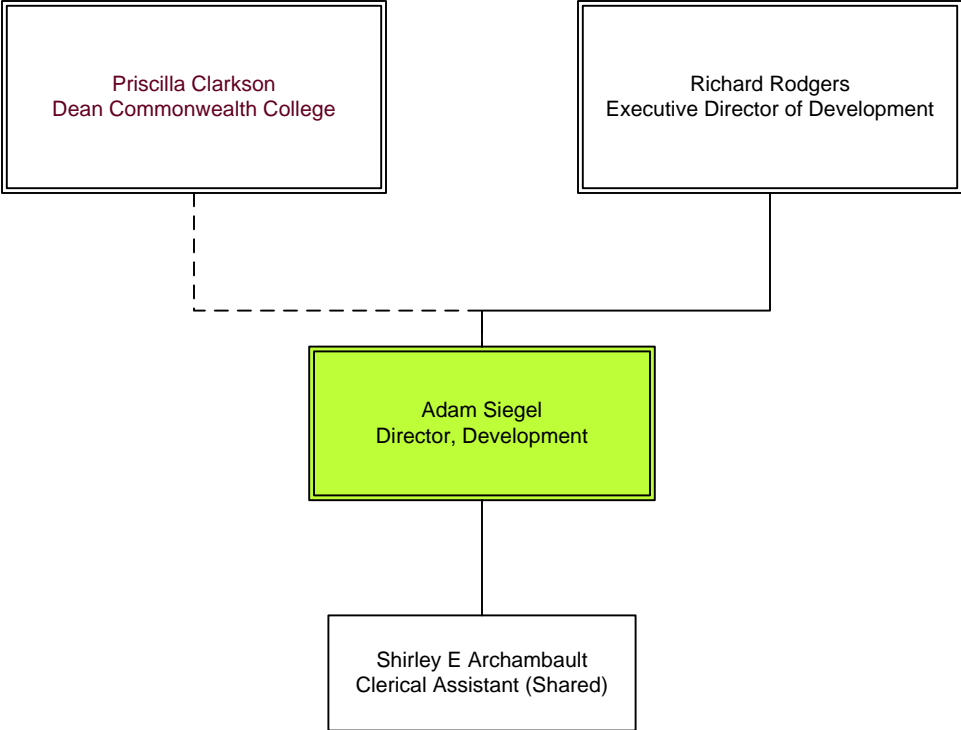 Priscilla Clarkson
Dean Commonwealth College
Richard Rodgers
Executive Director of Development
Adam Siegel
Director, Development
Shirley E Archambault
Clerical Assistant (Shared)